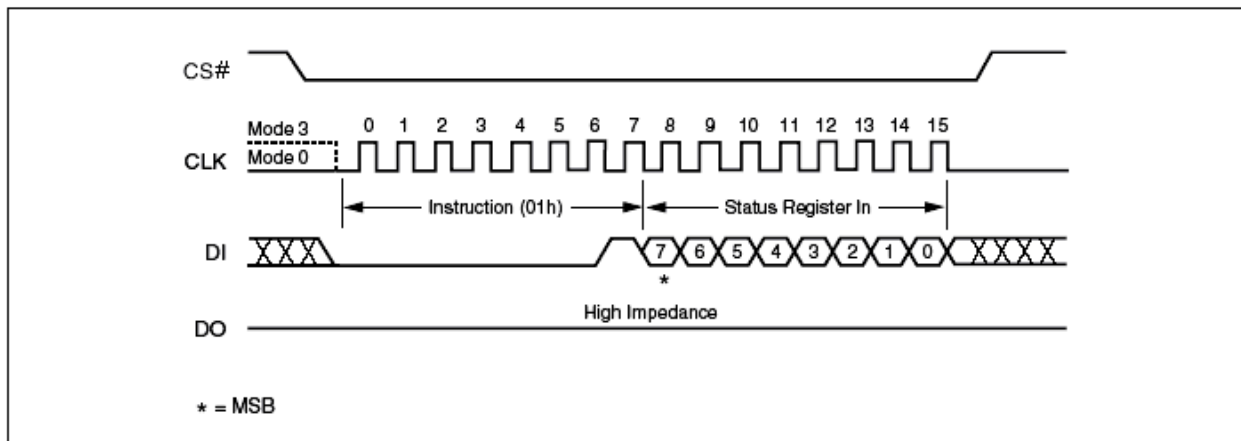 CS#
Mode 3
0 1 2 3 4 5 6 7 8 9 10 11 12 13 14 15
CLK
Mode 0
Instruction (01h)
Status Register In
DI
7 6 5 4 3 2 1 0
*
High Impedance
DO
* = MSB